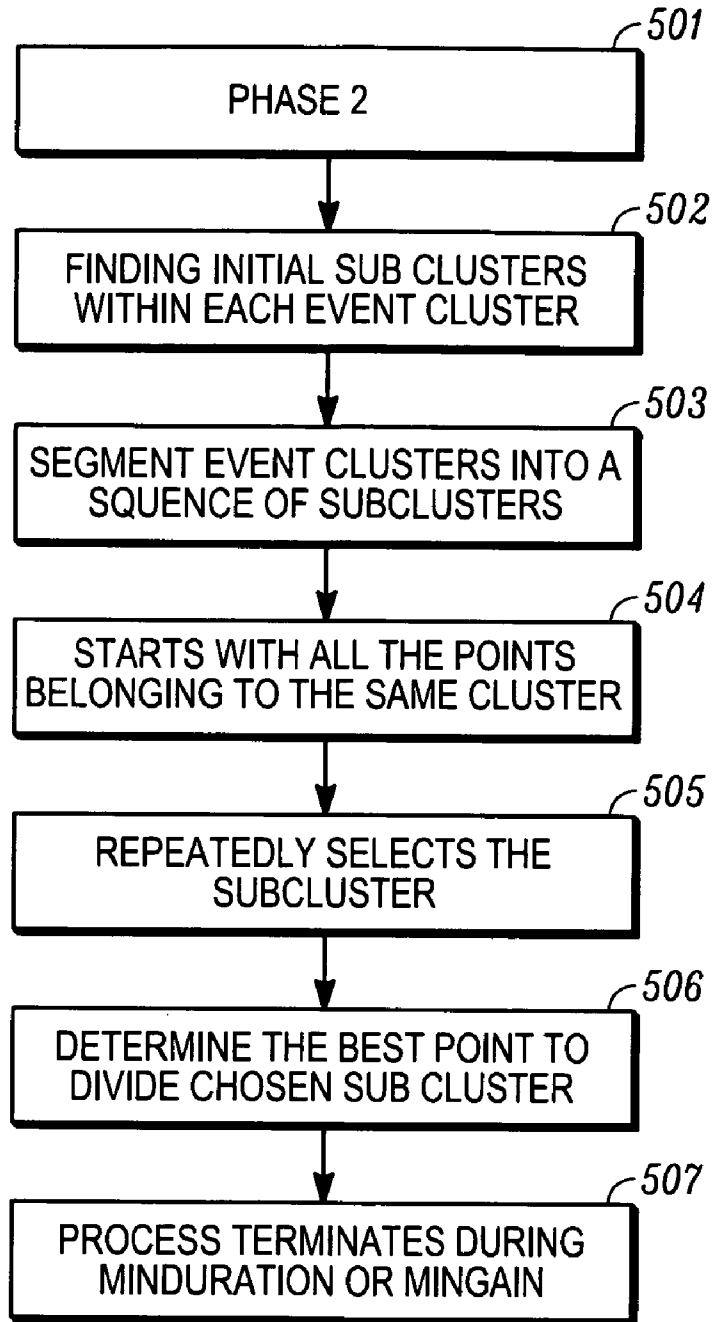 501
PHASE 2
502
FINDING INITIAL SUB CLUSTERS
WITHIN EACH EVENT CLUSTER
503
SEGMENT EVENT CLUSTERS INTO A
SQUENCE OF SUBCLUSTERS
504
STARTS WITH ALL THE POINTS
BELONGING TO THE SAME CLUSTER
505
REPEATEDLY SELECTS THE
SUBCLUSTER
506
DETERMINE THE BEST POINT TO
DIVIDE CHOSEN SUB CLUSTER
507
PROCESS TERMINATES DURING
MINDURATION OR MINGAIN